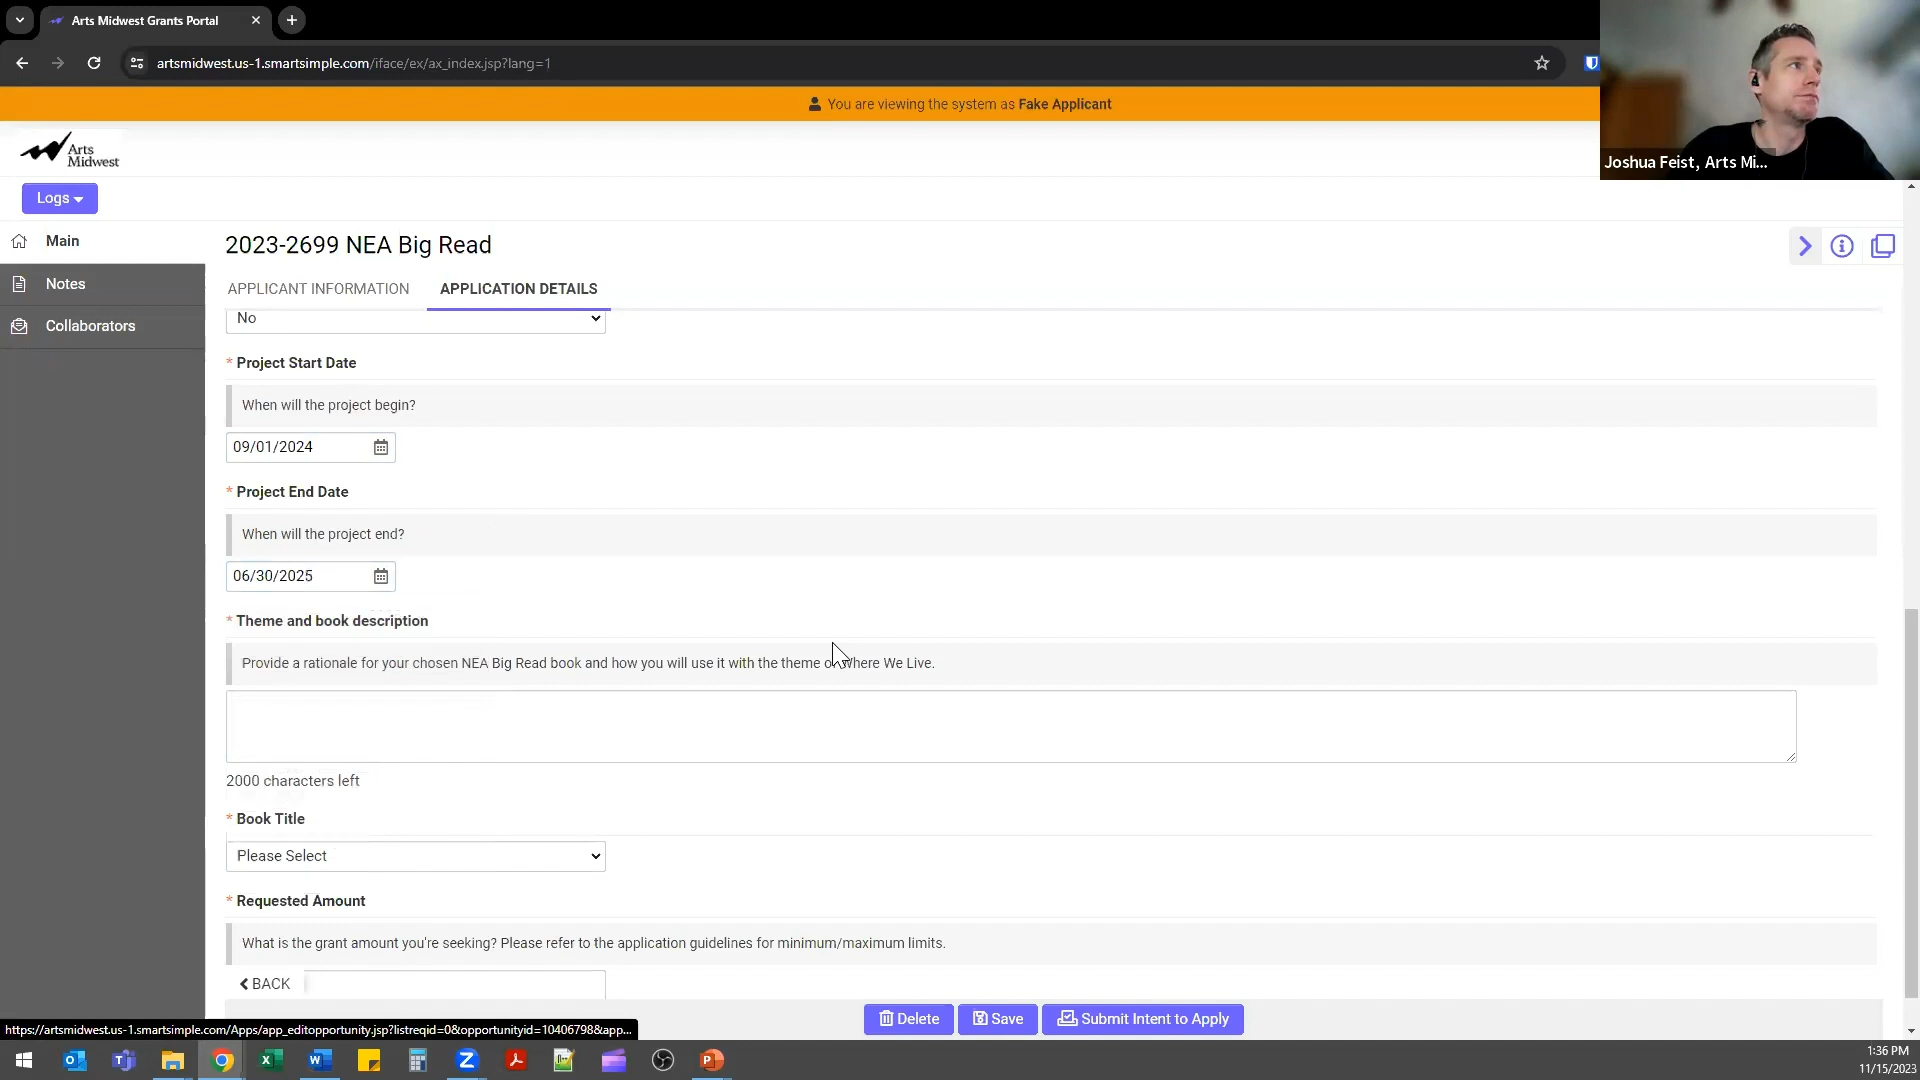 Arts Midwest Grants Portal
artsmidwest.us-1.smartsimple.com/iface/ex/ax_index.jsp?lang=1
You are viewing the system as Fake Applicant
Joshua Feist, Arts Mi...
Arts
Midwest
Logs
Main
Notes
Collaborators
2023-2699 NEA Big Read
APPLICANT INFORMATION
APPLICATION DETAILS
No
* Project Start Date
When will the project begin?
09/01/2024
* Project End Date
When will the project end?
06/30/2025
* Theme and book description
Provide a rationale for your chosen NEA Big Read book and how you will use it with the theme Where We Live.
2000 characters left
* Book Title
Please Select
* Requested Amount
What is the grant amount you're seeking? Please refer to the application guidelines for minimum/maximum limits.
BACK
Delete
Save
Submit Intent to Apply
https://artsmidwest.us-1.smartsimple.com/Apps/app_editopportunity.jsp?listreqid=0&opportunityid=10406798&app...
1:36 PM
11/15/2023